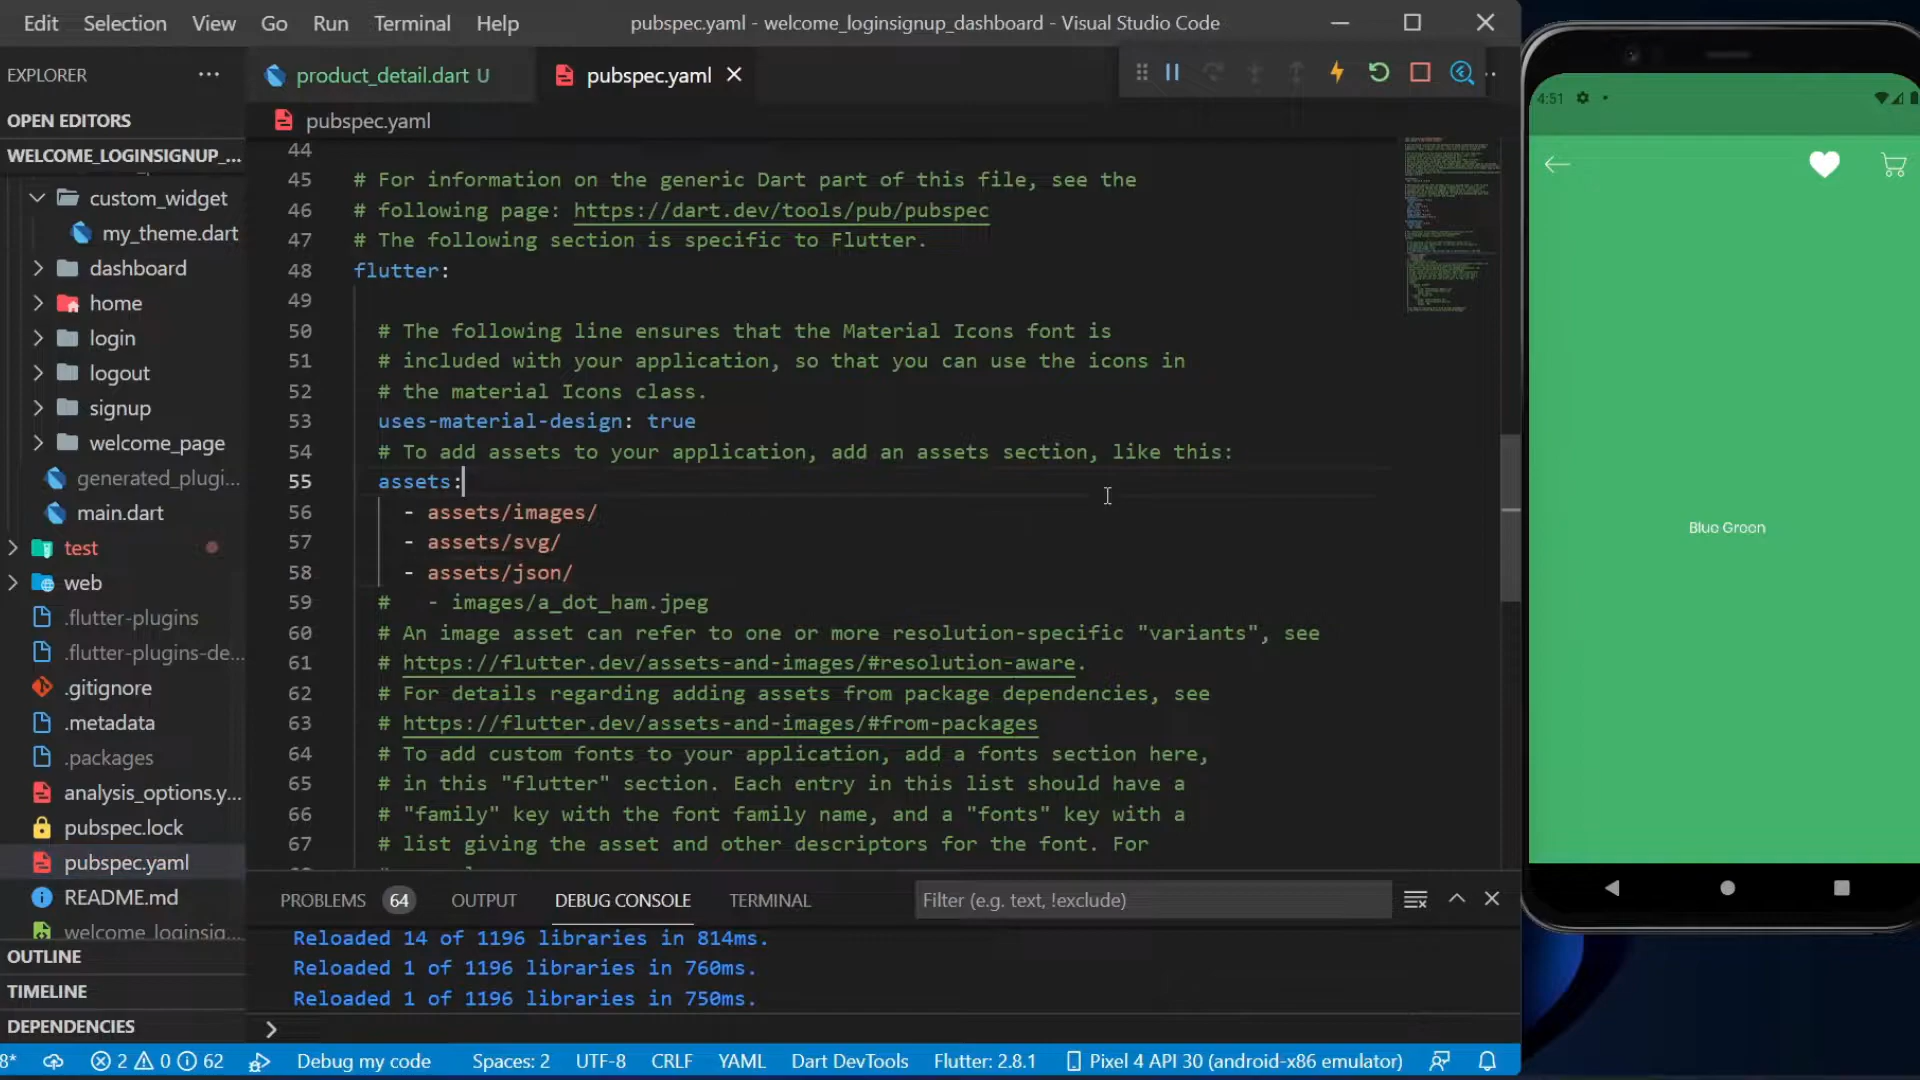 Edit Selection View Go Run Terminal Help
pubspec.yaml - welcome_loginsignup_dashboard - Visual Studio Code
EXPLORER ...
OPEN EDITORS
WELCOME_LOGINSIGNUP_...
custom_widget
my_theme.dart
dashboard
home
login
logout
signup
welcome_page
generated_plugi...
main.dart
test
web
.flutter-plugins
.flutter-plugins-de...
.gitignore
.metadata
.packages
analysis_options.y...
pubspec.lock
pubspec.yaml
README.md
welcome_loginsig...
OUTLINE
TIMELINE
DEPENDENCIES
product_detail.dart U
pubspec.yaml
pubspec.yaml
44
45 # For information on the generic Dart part of this file, see the
46 # following page: https://dart.dev/tools/pub/pubspec
47 # The following section is specific to Flutter.
48 flutter:
49
50 # The following line ensures that the Material Icons font is
51 # included with your application, so that you can use the icons in
52 # the material Icons class.
53 uses-material-design: true
54 # To add assets to your application, add an assets section, like this:
55 assets:
56 - assets/images/
57 - assets/svg/
58 - assets/json/
59 # - images/a_dot_ham.jpeg
60 # An image asset can refer to one or more resolution-specific "variants", see
61 # https://flutter.dev/assets-and-images/#resolution-aware.
62 # For details regarding adding assets from package dependencies, see
63 # https://flutter.dev/assets-and-images/#from-packages
64 # To add custom fonts to your application, add a fonts section here,
65 # in this "flutter" section. Each entry in this list should have a
66 # "family" key with the font family name, and a "fonts" key with a
67 # list giving the asset and other descriptors for the font. For
PROBLEMS 64 OUTPUT DEBUG CONSOLE TERMINAL Filter (e.g. text, !exclude)
Reloaded 14 of 1196 libraries in 814ms.
Reloaded 1 of 1196 libraries in 760ms.
Reloaded 1 of 1196 libraries in 750ms.
8* 2 0 62 Debug my code Spaces: 2 UTF-8 CRLF YAML Dart DevTools Flutter: 2.8.1 Pixel 4 API 30 (android-x86 emulator)
4:51
Blue Green